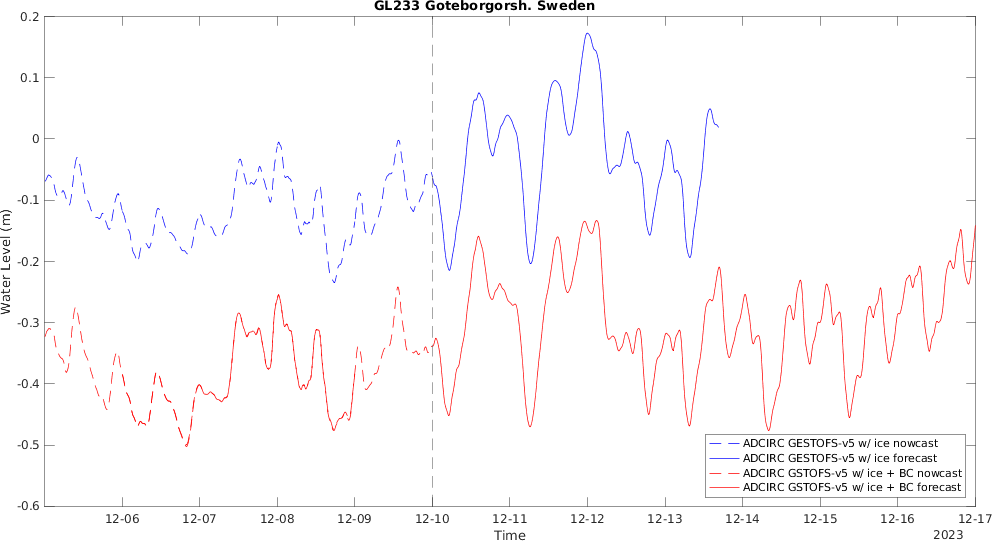 GL233 Goteborgorsh. Sweden
0.2
0.1
0
-0.1
-0.2
-0.3
-0.4
-0.5
-0.6
Water Level (m)
ADCIRC GESTOFS-v5 w/ ice nowcast
ADCIRC GESTOFS-v5 w/ ice forecast
ADCIRC GSTOFS-v5 w/ ice + BC nowcast
ADCIRC GSTOFS-v5 w/ ice + BC forecast
12-06 12-07 12-08 12-09 12-10 12-11 12-12 12-13 12-14 12-15 12-16 12-17
Time
2023